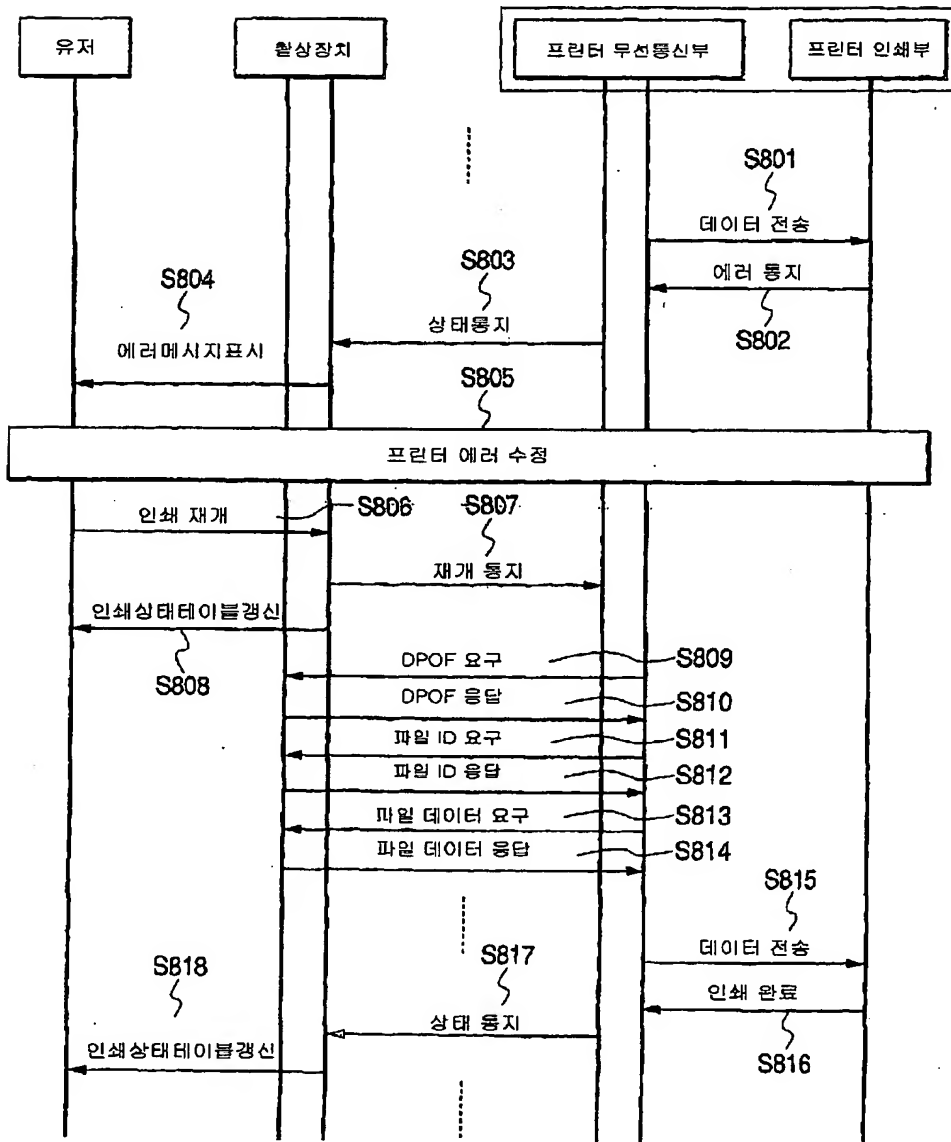 유저
촬상장치
프린터 무선통신부
프린터 인쇄부
S801
데이터 전송
S803
에러 통지
S804
S802
상태통지
에러메시지표시
S805
프린터 에러 수정
인쇄 재개
S806
S807
재개 통지
인쇄상태테이블갱신
S808
DPOF 요구
S809
DPOF 응답
S810
파일 ID 요구
S811
파일 ID 응답
S812
파일 데이터 요구
S813
파일 데이터 응답
S814
S815
데이터 전송
S818
S817
인쇄 완료
상태 통지
인쇄상태테이블갱신
S816